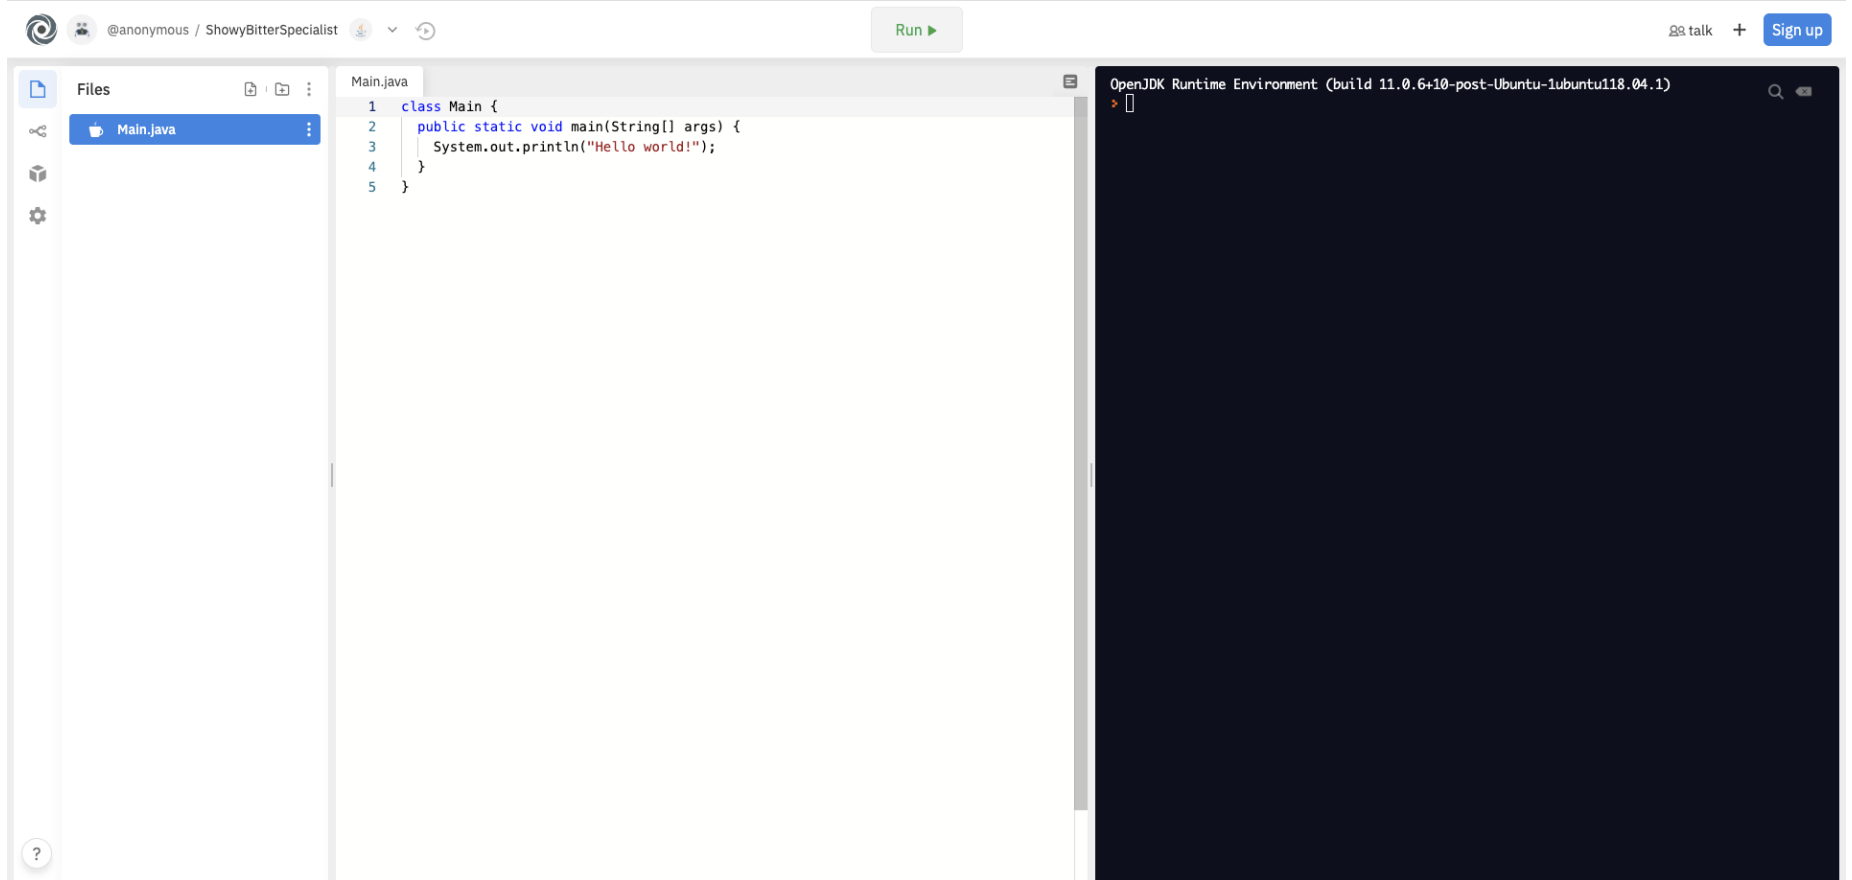 @anonymous / ShowyBitterSpecialist
Run
talk
+
Sign up
Files
Main.java
Main.java
1 class Main {
2 public static void main(String[] args) {
3 System.out.println("Hello world!");
4 }
5 }
OpenJDK Runtime Environment (build 11.0.6+10-post-Ubuntu-1ubuntu118.04.1)
>
?